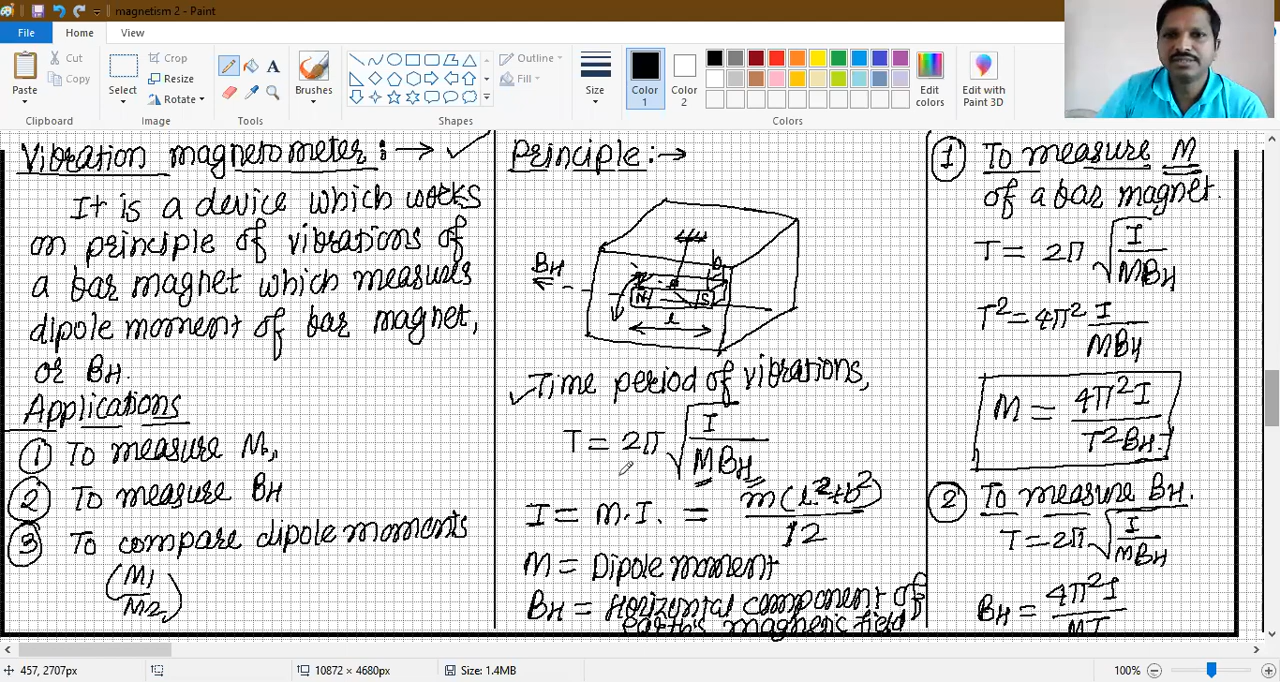 magnetism 2 - Paint
File
Home
View
Paste
Cut
Copy
Clipboard
Select
Crop
Resize
Rotate
Image
Tools
Brushes
Shapes
Outline
Fill
Size
Color 1
Color 2
Colors
Edit colors
Edit with Paint 3D
Vibration magnetometer :→ ✓
It is a device which works
on principle of vibrations of
a bar magnet which measures
dipole moment of bar magnet,
or BH.
Applications
① To measure M,
② To measure BH
③ To compare dipole moments
(M1/M2)
Principle :→
BH
b
N
S
l
✓Time period of vibrations,
T = 2π √(I/MBH)
I = M.I. = m(l²+b²)/12
M = Dipole moment
BH = Horizontal component of
earth's magnetic field
① To measure M
of a bar magnet.
T = 2π √(I/MBH)
T² = 4π² I/MBH
M = 4π²I/T²BH.
② To measure BH.
T = 2π √(I/MBH)
BH = 4π²I/MT
457, 2707px
10872 × 4680px
Size: 1.4MB
100%